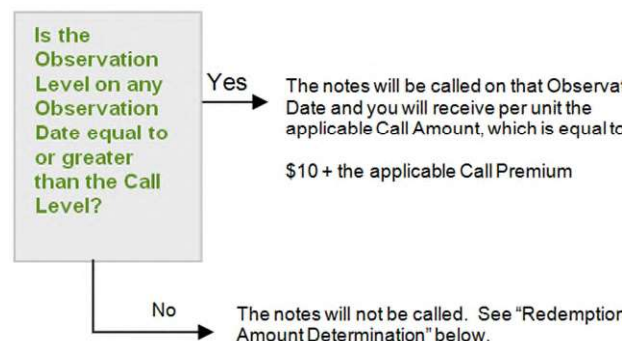 Is the
Observation
Level on any
Observation
Date equal to
or greater
than the Call
Level?
Yes
The notes will be called on that Observat
Date and you will receive per unit the
applicable Call Amount, which is equal to
$10 + the applicable Call Premium
No
The notes will not be called. See “Redemption
Amount Determination” below.